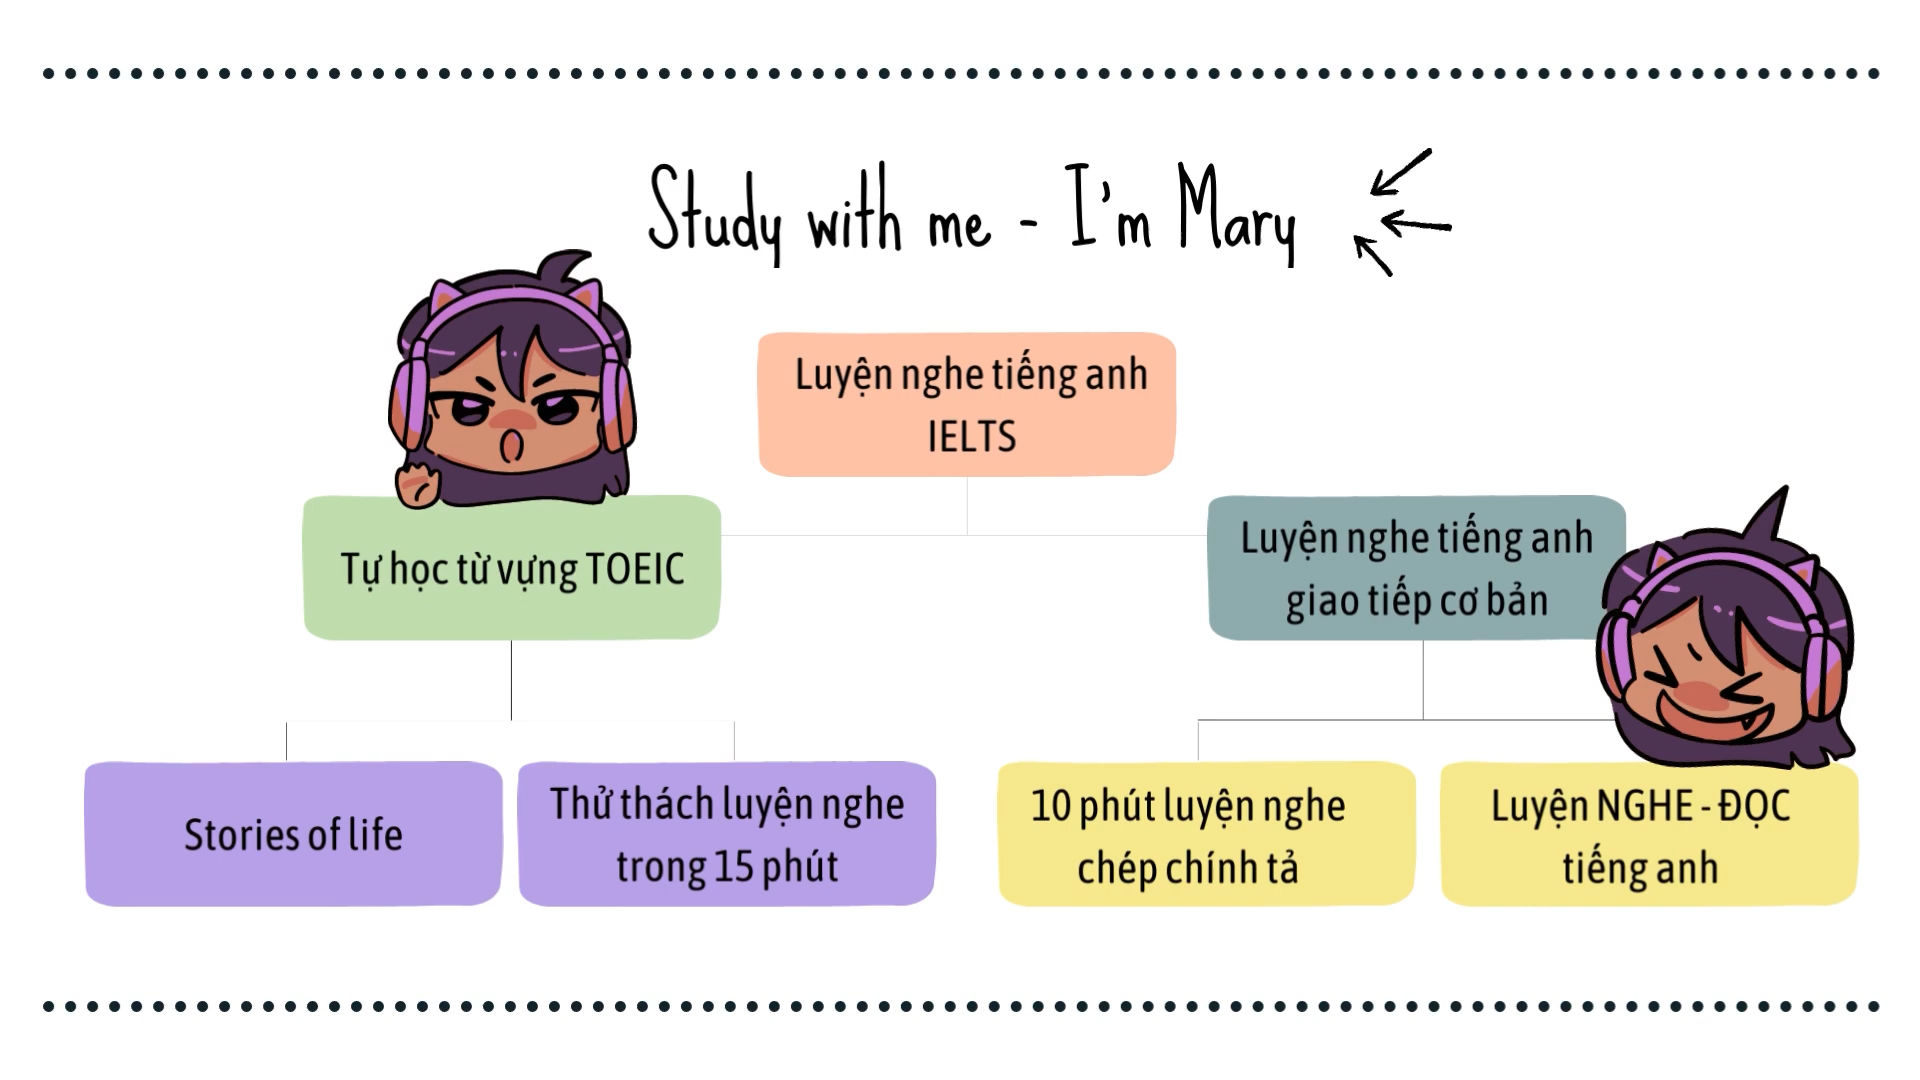 Study with me - I'm Mary
Luyện nghe tiếng anh
IELTS
Tự học từ vựng TOEIC
Luyện nghe tiếng anh
giao tiếp cơ bản
Stories of life
Thử thách luyện nghe
trong 15 phút
10 phút luyện nghe
chép chính tả
Luyện NGHE - ĐỌC
tiếng anh